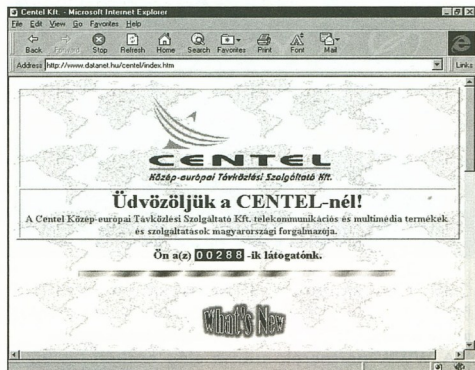 Centel Kft. - Microsoft Internet Explorer
File Edit View Go Favorites Help
Back Forward Stop Refresh Home Search Favorites Print Font Mail
Address http://www.datanet.hu/centel/index.htm Links
CENTEL
Közép-európai Távközlési Szolgáltató Kft.
Üdvözöljük a CENTEL-nél!
A Centel Közép-európai Távközlési Szolgáltató Kft. telekommunikációs és multimédia termékek
és szolgáltatások magyarországi forgalmazója.
Ön a(z) 00288 -ik látogatónk.
What's New